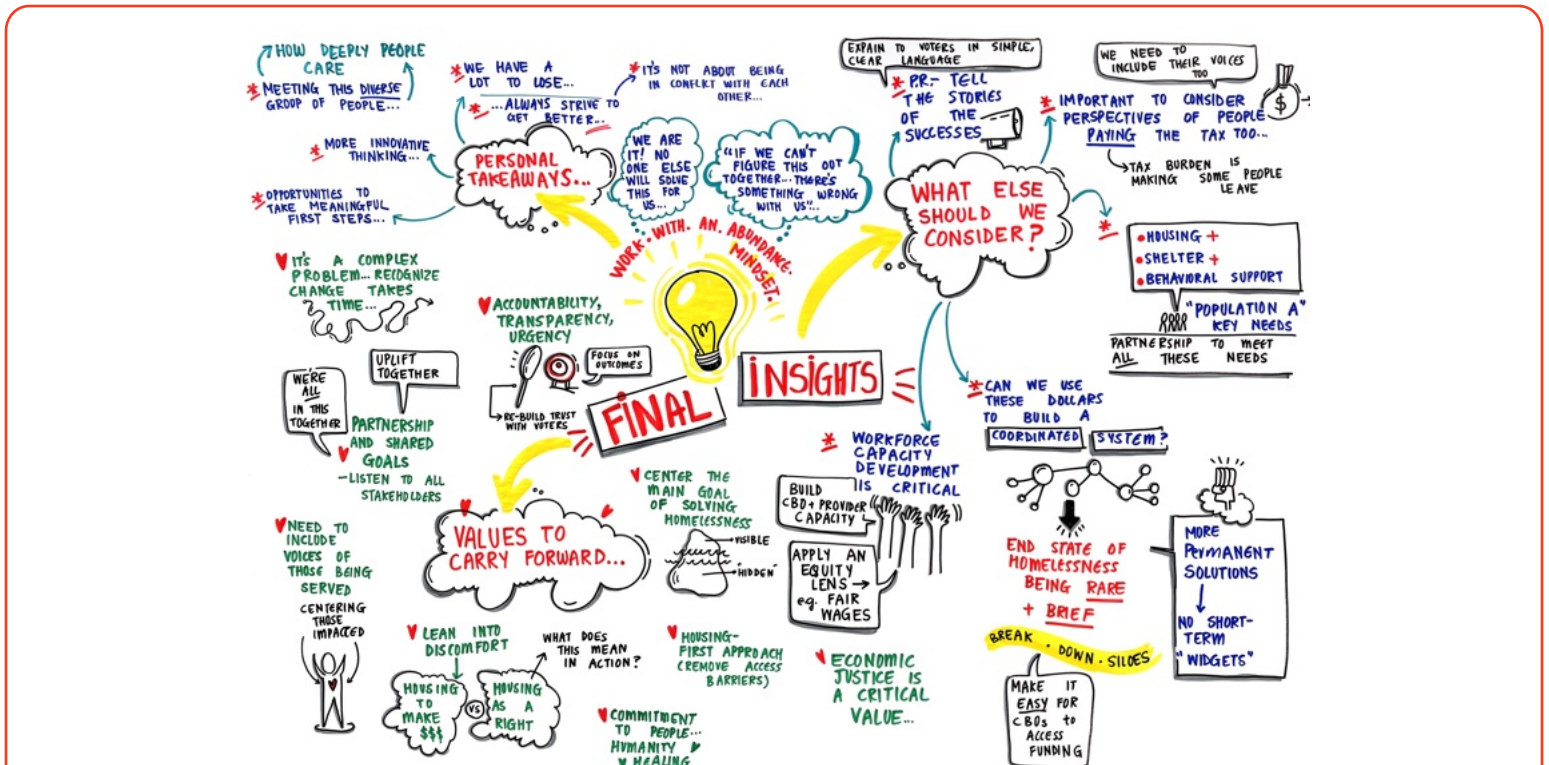 HOW DEEPLY PEOPLE
CARE
* MEETING THIS DIVERSE
GROUP OF PEOPLE...
* WE HAVE A
LOT TO LOSE...
* ...ALWAYS STRIVE TO
GET BETTER...
* IT'S NOT ABOUT BEING
IN CONFLICT WITH EACH
OTHER...
* MORE INNOVATIVE
THINKING...
* OPPORTUNITIES TO
TAKE MEANINGFUL
FIRST STEPS...
PERSONAL
TAKEAWAYS...
WE ARE
IT! NO
ONE ELSE
WILL SOLVE
THIS FOR
US...
"IF WE CAN'T
FIGURE THIS OUT
TOGETHER... THERE'S
SOMETHING WRONG
WITH US"...
WORK. WITH. AN. ABUNDANCE.
MINDSET.
FINAL
INSIGHTS
EXPAIN TO VOTERS IN SIMPLE,
CLEAR LANGUAGE
* P.R. - TELL
THE STORIES
OF THE
SUCCESSES
WE NEED TO
INCLUDE THEIR VOICES
TOO
$
* IMPORTANT TO CONSIDER
PERSPECTIVES OF PEOPLE
PAYING THE TAX TOO...
TAX BURDEN IS
MAKING SOME PEOPLE
LEAVE
WHAT ELSE
SHOULD WE
CONSIDER?
*
• HOUSING +
• SHELTER +
• BEHAVIORAL SUPPORT
"POPULATION A"
KEY NEEDS
PARTNERSHIP TO MEET
ALL THESE NEEDS
* CAN WE USE
THESE DOLLARS
TO BUILD A
COORDINATED SYSTEM?
END STATE OF
HOMELESSNESS
BEING RARE
+ BRIEF
BREAK . DOWN . SILOES
MAKE IT
EASY FOR
CBOs to
ACCESS
FUNDING
MORE
PERMANENT
SOLUTIONS
NO SHORT-
TERM
"WIDGETS"
* WORKFORCE
CAPACITY
DEVELOPMENT
IS CRITICAL
BUILD
CBO + PROVIDER
CAPACITY
APPLY AN
EQUITY
LENS →
e.g. FAIR
WAGES
IT'S A COMPLEX
PROBLEM... RECOGNIZE
CHANGE TAKES
TIME...
ACCOUNTABILITY,
TRANSPARENCY,
URGENCY
FOCUS ON
OUTCOMES
RE-BUILD TRUST
WITH VOTERS
UPLIFT
TOGETHER
WE'RE
ALL
IN THIS
TOGETHER
PARTNERSHIP
AND SHARED
GOALS
- LISTEN TO ALL
STAKEHOLDERS
VALUES TO
CARRY FORWARD...
CENTER THE
MAIN GOAL
OF SOLVING
HOMELESSNESS
VISIBLE
"HIDDEN"
NEED TO
INCLUDE
VOICES OF
THOSE BEING
SERVED
CENTERING
THOSE
IMPACTED
LEAN INTO
DISCOMFORT
WHAT DOES
THIS MEAN
IN ACTION?
HOUSING
TO
MAKE
$$$
VS
HOUSING
AS A
RIGHT
HOUSING-
FIRST APPROACH
(REMOVE ACCESS
BARRIERS)
ECONOMIC
JUSTICE IS
A CRITICAL
VALUE...
COMMITMENT
TO PEOPLE...
HUMANITY
HEALING